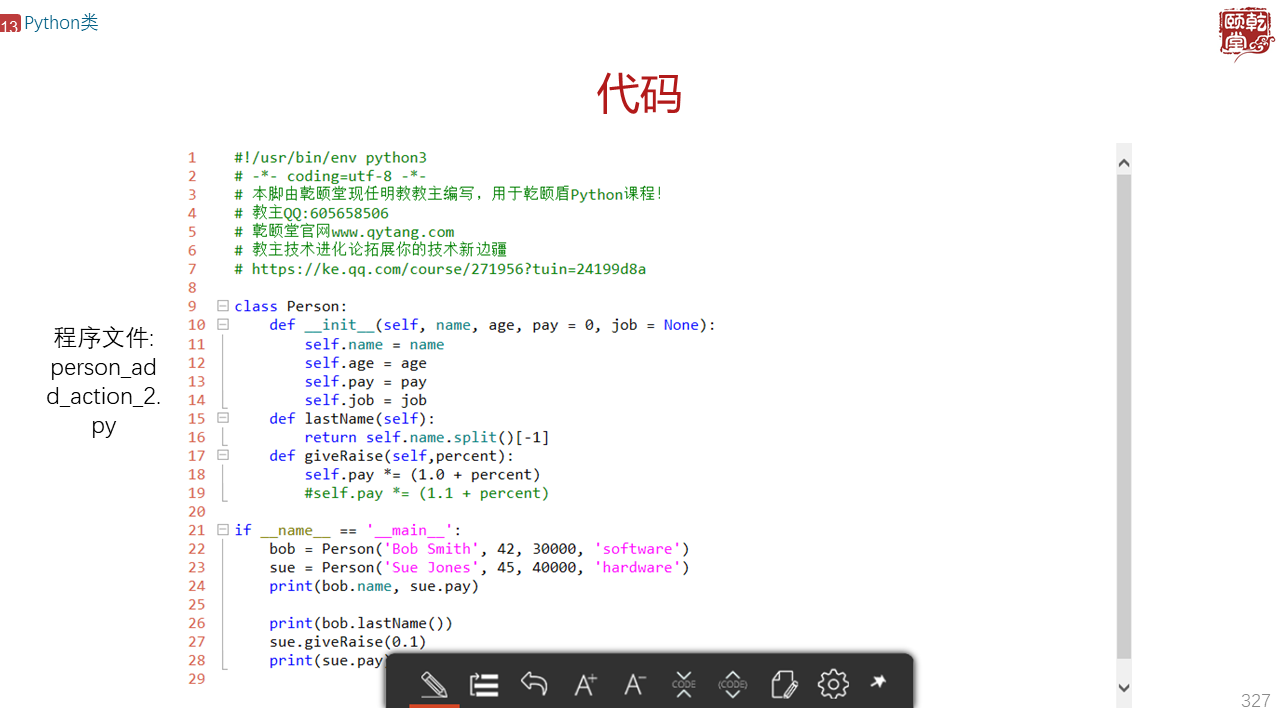 13 Python类
颐乾堂
代码
程序文件:
person_ad
d_action_2.
py
1 #!/usr/bin/env python3
2 # -*- coding=utf-8 -*-
3 # 本脚由乾颐堂现任明教教主编写，用于乾颐盾Python课程!
4 # 教主QQ:605658506
5 # 乾颐堂官网www.qytang.com
6 # 教主技术进化论拓展你的技术新边疆
7 # https://ke.qq.com/course/271956?tuin=24199d8a
8
9 class Person:
10     def __init__(self, name, age, pay = 0, job = None):
11         self.name = name
12         self.age = age
13         self.pay = pay
14         self.job = job
15     def lastName(self):
16         return self.name.split()[-1]
17     def giveRaise(self,percent):
18         self.pay *= (1.0 + percent)
19         #self.pay *= (1.1 + percent)
20
21 if __name__ == '__main__':
22     bob = Person('Bob Smith', 42, 30000, 'software')
23     sue = Person('Sue Jones', 45, 40000, 'hardware')
24     print(bob.name, sue.pay)
25
26     print(bob.lastName())
27     sue.giveRaise(0.1)
28     print(sue.pay)
29
A+ A- CODE (CODE)
327